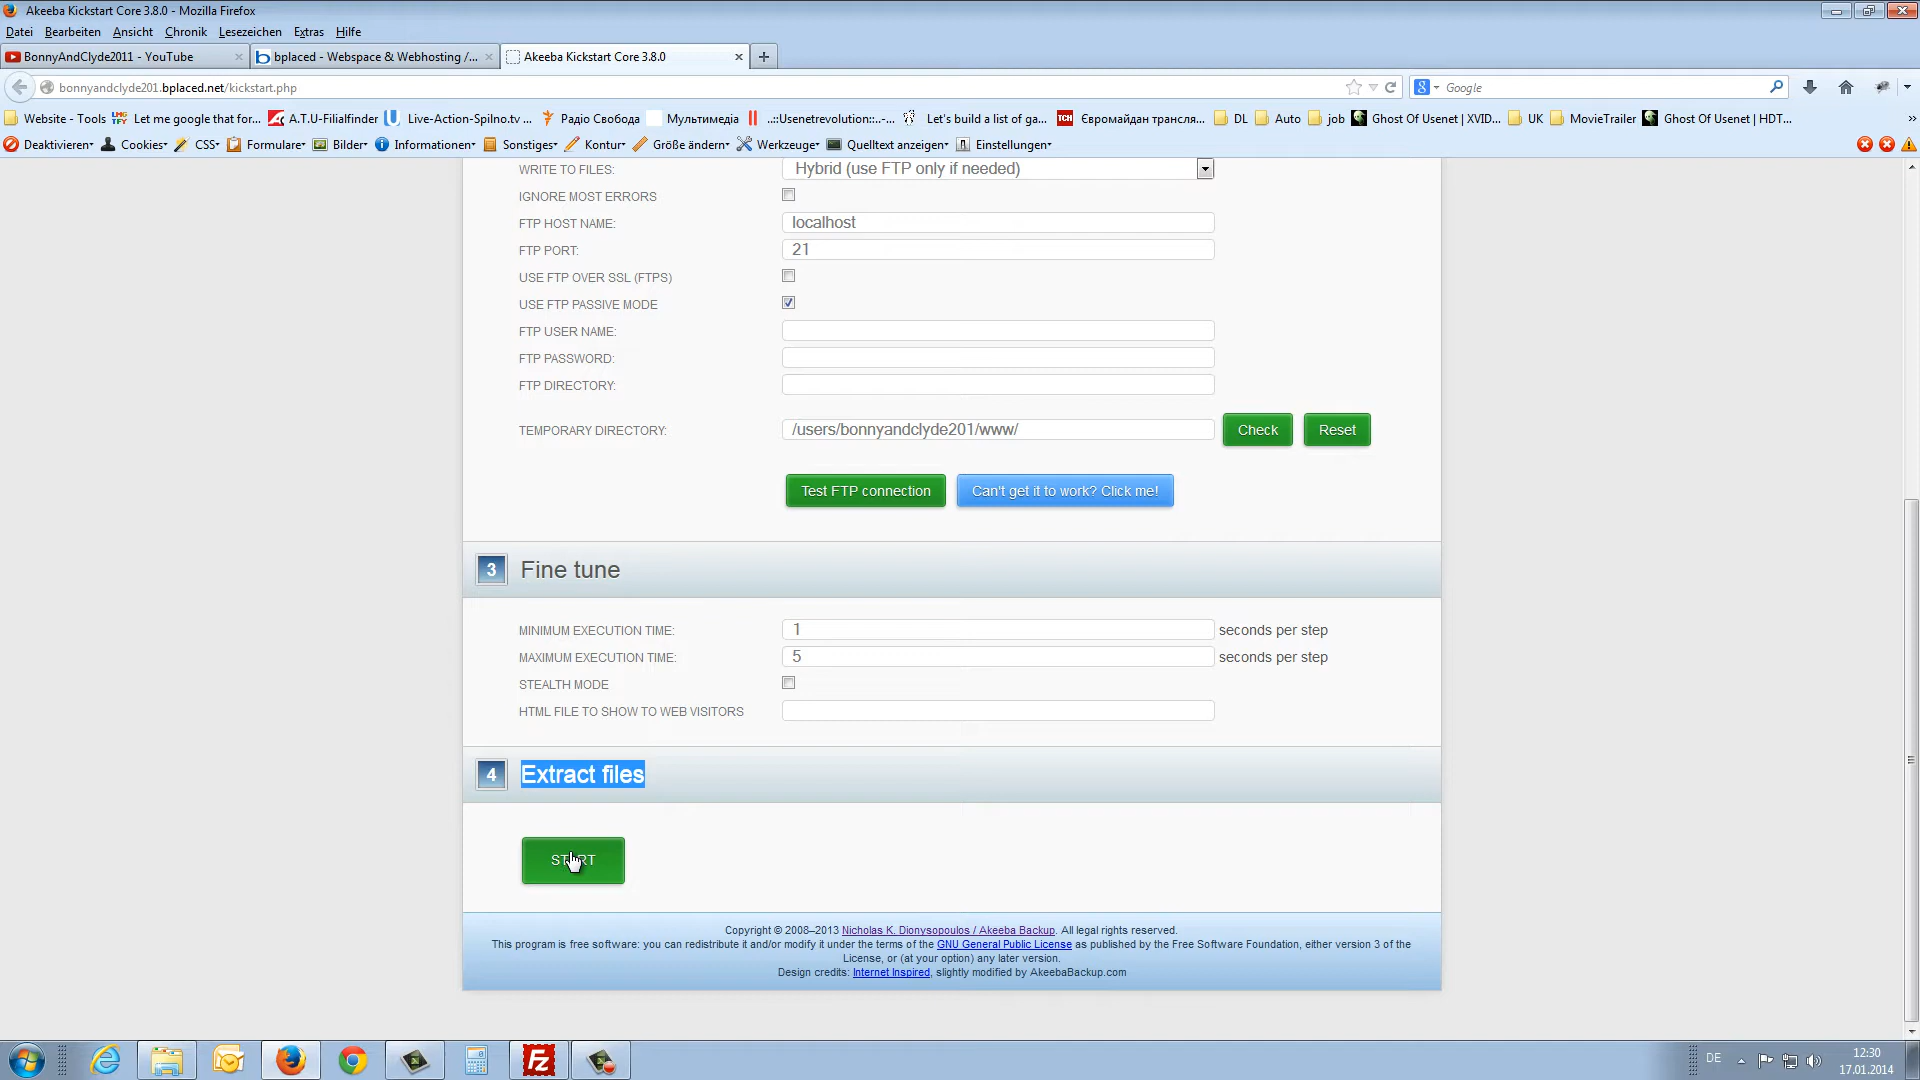 Akeeba Kickstart Core 3.8.0 - Mozilla Firefox
Datei Bearbeiten Ansicht Chronik Lesezeichen Extras Hilfe
BonnyAndClyde2011 - YouTube
bplaced - Webspace & Webhosting /...
Akeeba Kickstart Core 3.8.0
bonnyandclyde201.bplaced.net/kickstart.php
Google
Website - Tools
Let me google that for...
A.T.U-Filialfinder
Live-Action-Spilno.tv ...
Радіо Свобода
Мультимедіа
..::Usenetrevolution::..-...
Let's build a list of ga...
Євромайдан трансля...
DL
Auto
job
Ghost Of Usenet | XVID...
UK
MovieTrailer
Ghost Of Usenet | HDT...
Deaktivieren
Cookies
CSS
Formulare
Bilder
Informationen
Sonstiges
Kontur
Größe ändern
Werkzeuge
Quelltext anzeigen
Einstellungen
WRITE TO FILES: Hybrid (use FTP only if needed)
IGNORE MOST ERRORS
FTP HOST NAME: localhost
FTP PORT: 21
USE FTP OVER SSL (FTPS)
USE FTP PASSIVE MODE
FTP USER NAME:
FTP PASSWORD:
FTP DIRECTORY:
TEMPORARY DIRECTORY: /users/bonnyandclyde201/www/ Check Reset
Test FTP connection Can't get it to work? Click me!
3 Fine tune
MINIMUM EXECUTION TIME: 1 seconds per step
MAXIMUM EXECUTION TIME: 5 seconds per step
STEALTH MODE
HTML FILE TO SHOW TO WEB VISITORS
4 Extract files
START
Copyright © 2008–2013 Nicholas K. Dionysopoulos / Akeeba Backup. All legal rights reserved.
This program is free software: you can redistribute it and/or modify it under the terms of the GNU General Public License as published by the Free Software Foundation, either version 3 of the
License, or (at your option) any later version.
Design credits: Internet Inspired, slightly modified by AkeebaBackup.com
DE
12:30
17.01.2014